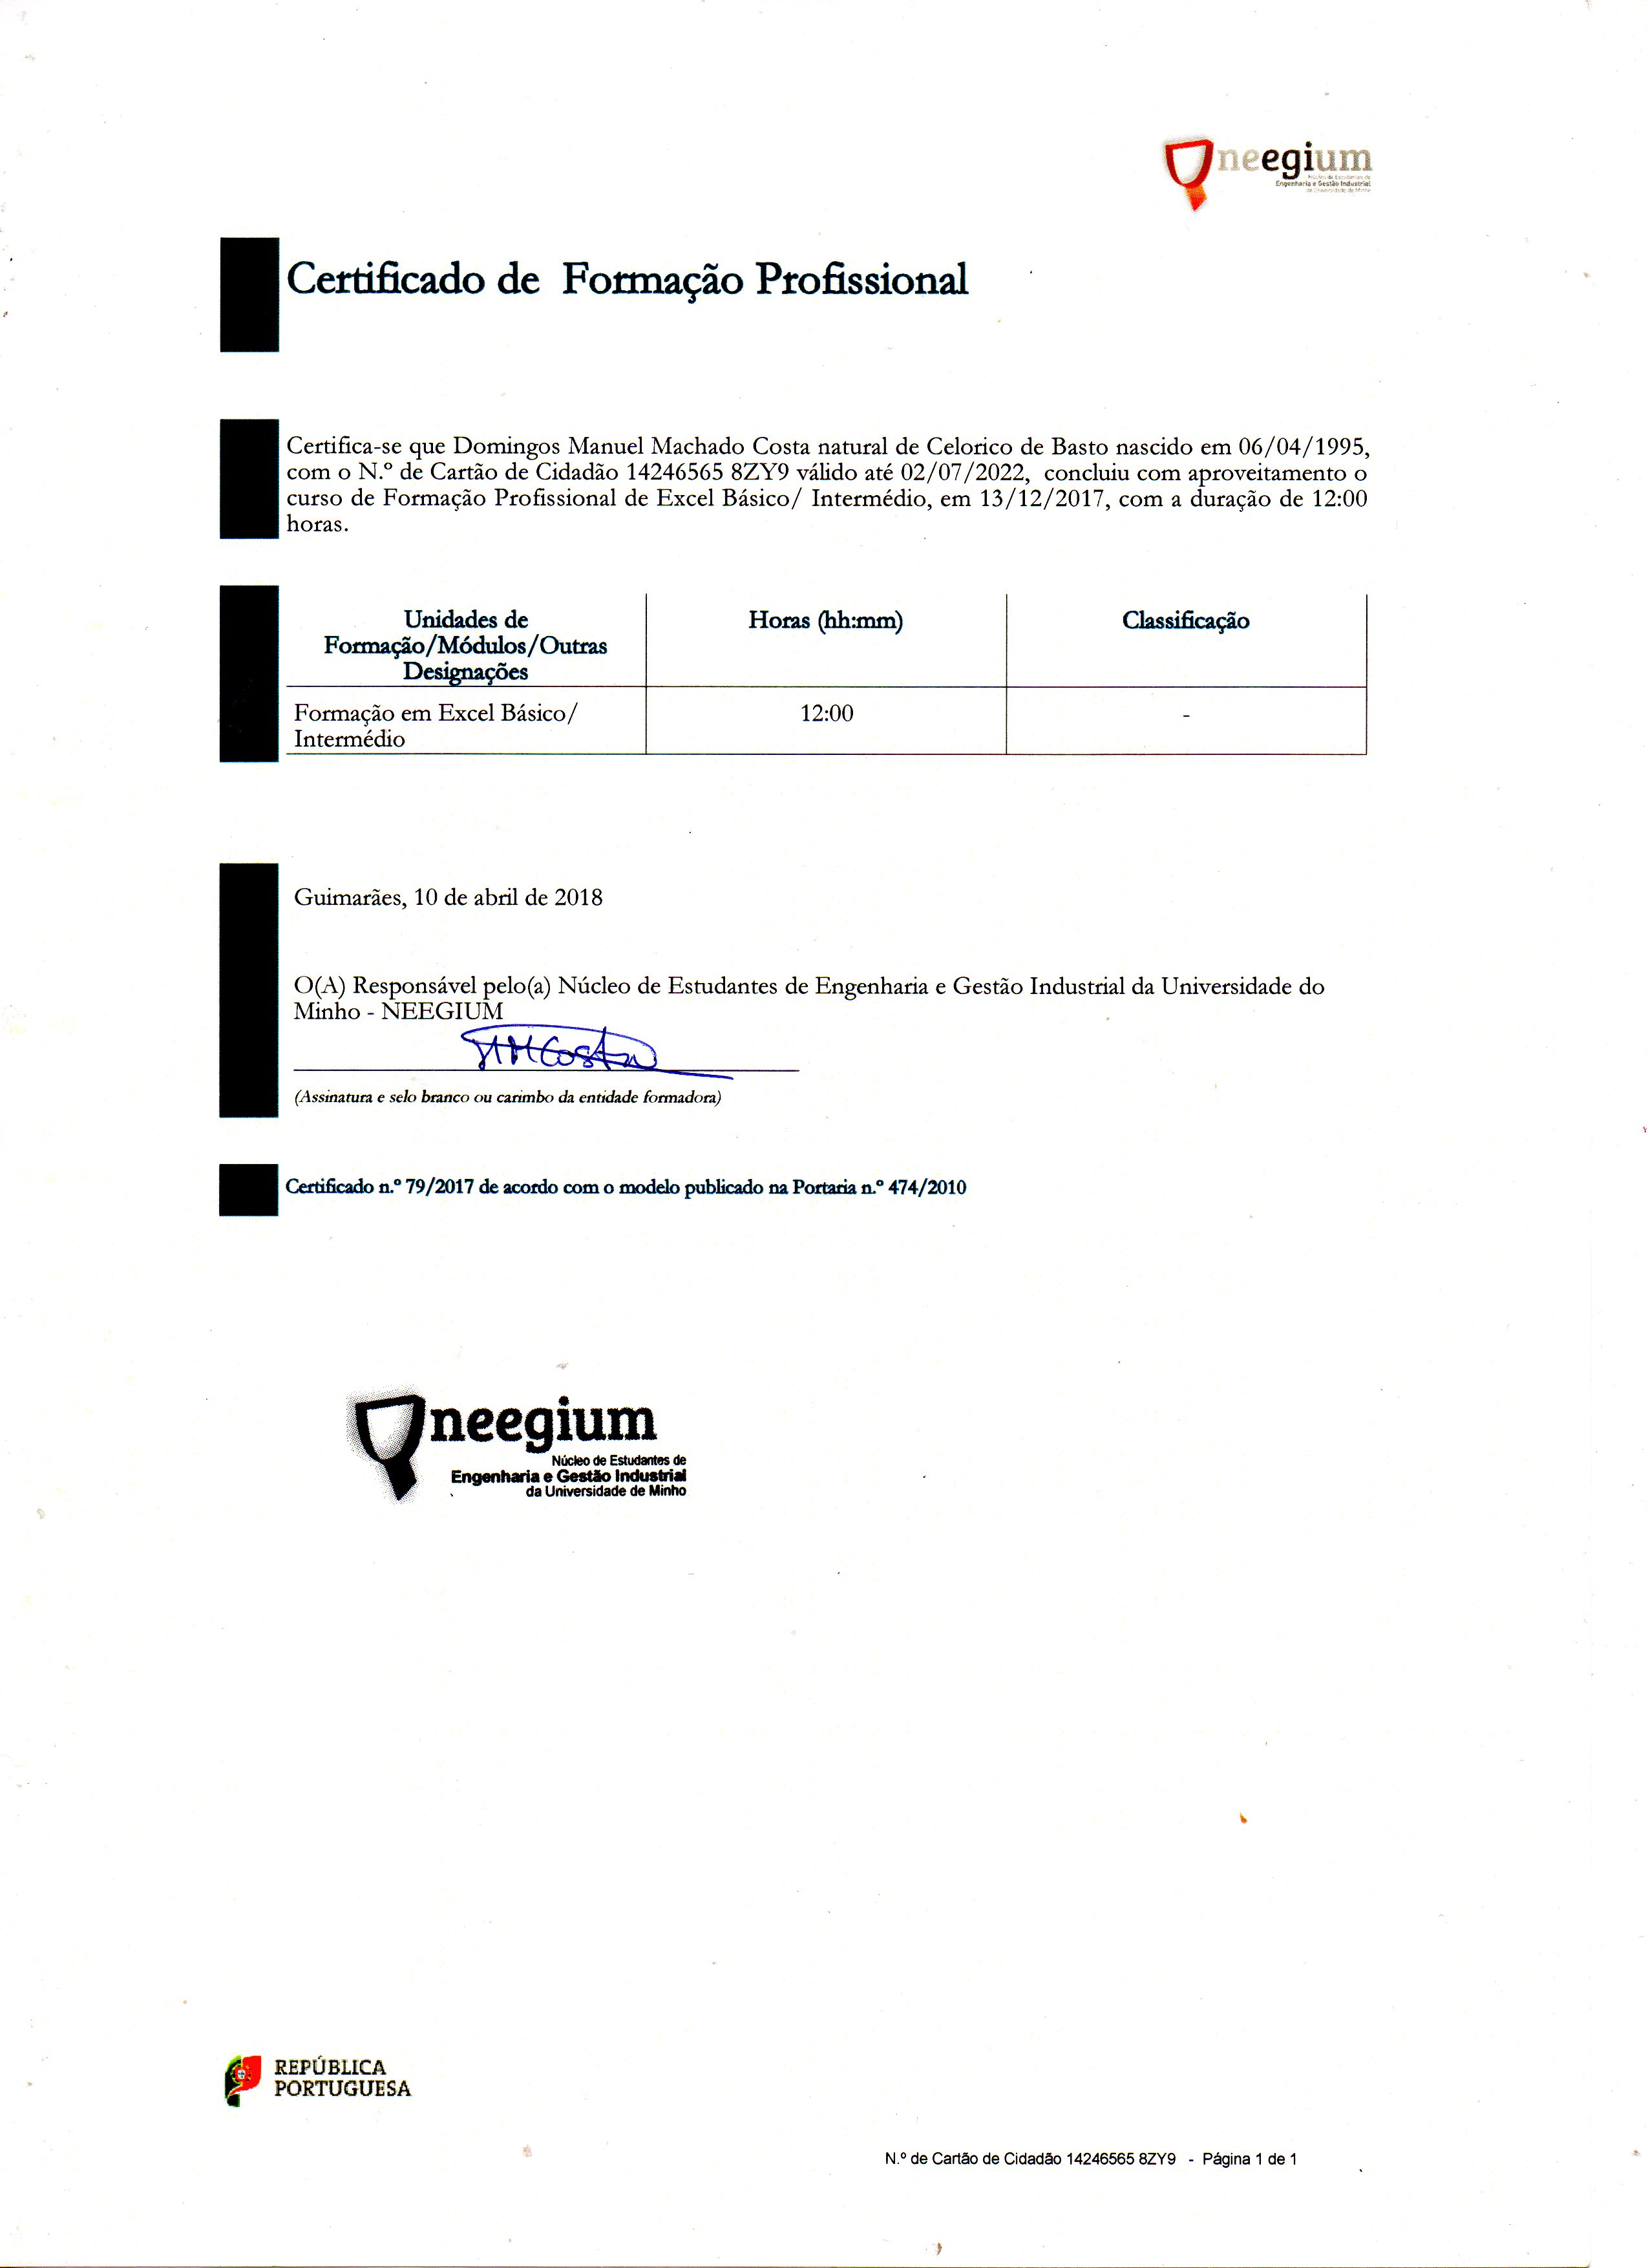 neegium
Núcleo de Estudantes de
Engenharia e Gestão Industrial
da Universidade de Minho
Certificado de Formação Profissional
Certifica-se que Domingos Manuel Machado Costa natural de Celorico de Basto nascido em 06/04/1995,
com o N.º de Cartão de Cidadão 14246565 8ZY9 válido até 02/07/2022, concluiu com aproveitamento o
curso de Formação Profissional de Excel Básico/ Intermédio, em 13/12/2017, com a duração de 12:00
horas.
Unidades de
Formação/Módulos/Outras
Designações
Horas (hh:mm)
Classificação
Formação em Excel Básico/
Intermédio
12:00
-
Guimarães, 10 de abril de 2018
O(A) Responsável pelo(a) Núcleo de Estudantes de Engenharia e Gestão Industrial da Universidade do
Minho - NEEGIUM
(Assinatura e selo branco ou carimbo da entidade formadora)
Certificado n.º 79/2017 de acordo com o modelo publicado na Portaria n.º 474/2010
neegium
Núcleo de Estudantes de
Engenharia e Gestão Industrial
da Universidade de Minho
REPÚBLICA
PORTUGUESA
N.º de Cartão de Cidadão 14246565 8ZY9 - Página 1 de 1